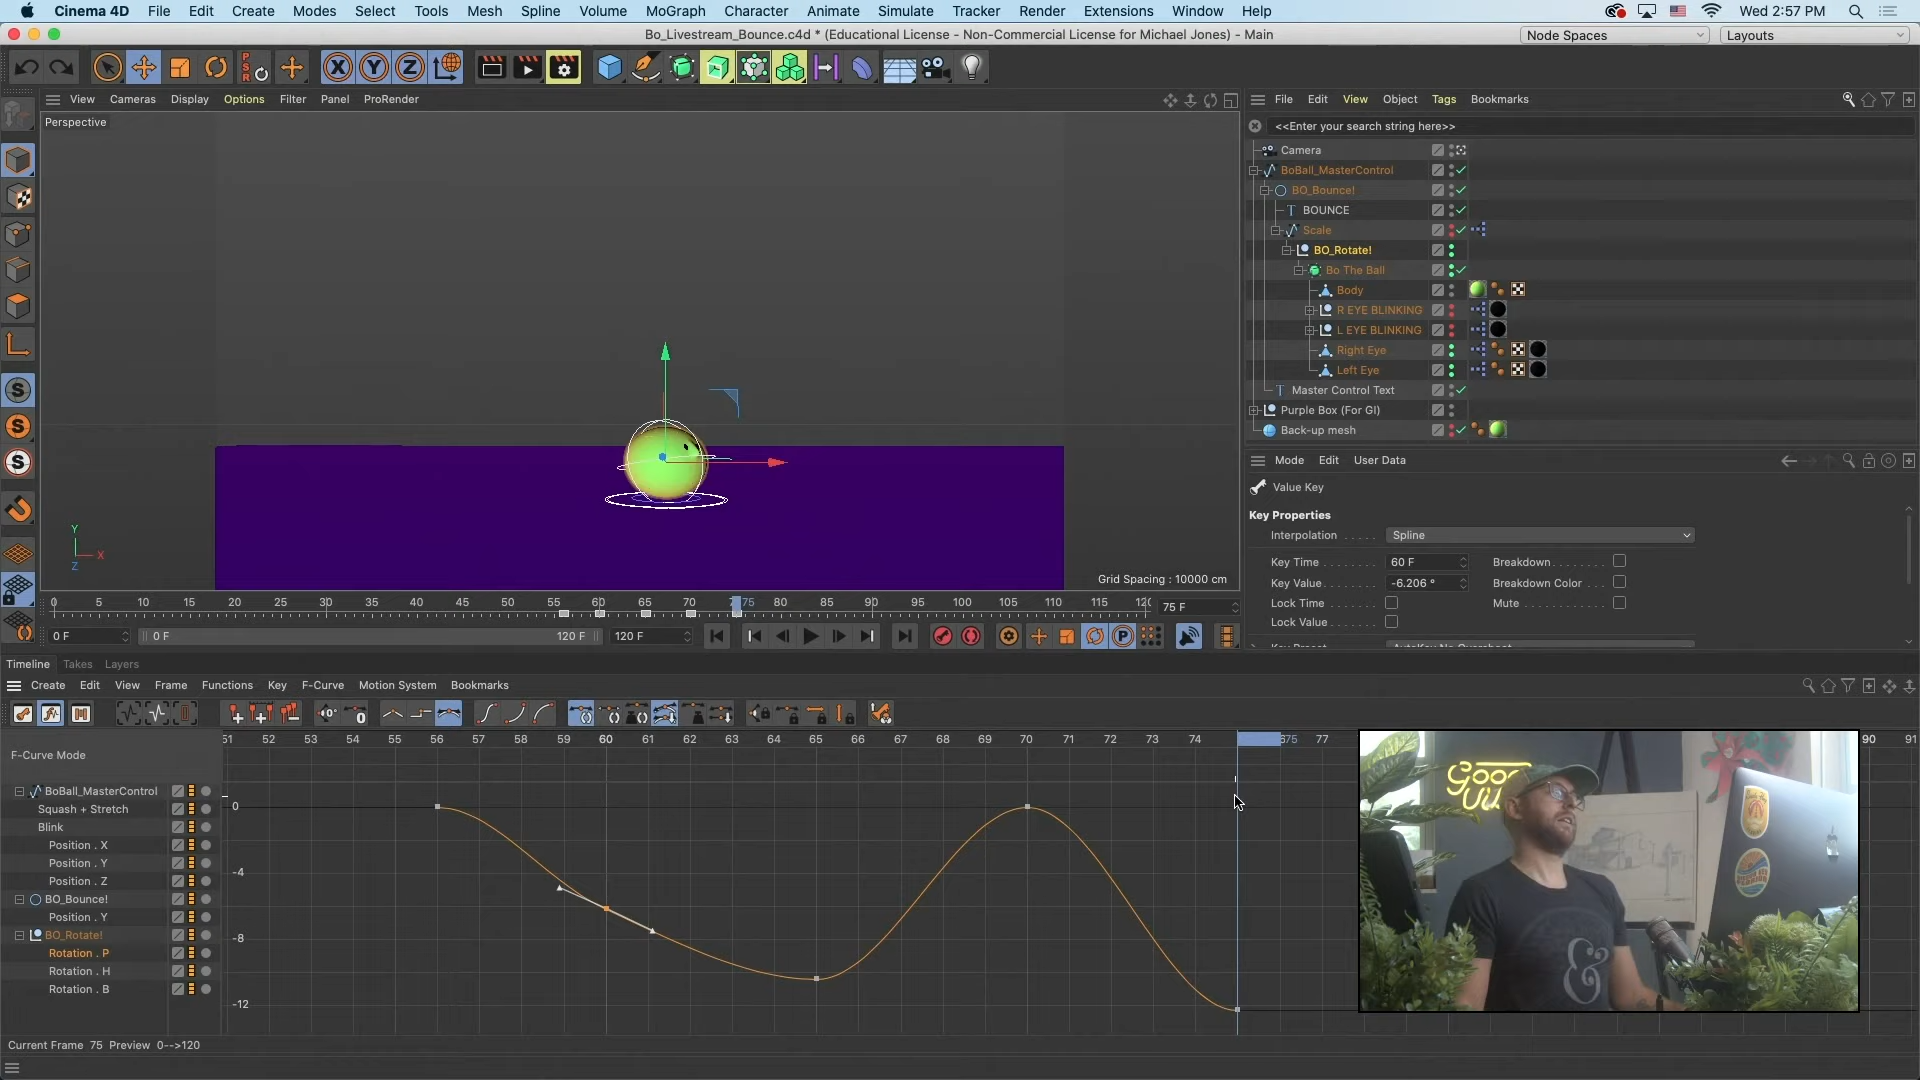 Cinema 4D File Edit Create Modes Select Tools Mesh Spline Volume MoGraph Character Animate Simulate Tracker Render Extensions Window Help Wed 2:57 PM
Bo_Livestream_Bounce.c4d * (Educational License - Non-Commercial License for Michael Jones) - Main
Node Spaces Layouts
PSR X Y Z
View Cameras Display Options Filter Panel ProRender
Perspective
Y
X
Z
Grid Spacing : 10000 cm
File Edit View Object Tags Bookmarks
<<Enter your search string here>>
Camera
BoBall_MasterControl
BO_Bounce!
BOUNCE
Scale
BO_Rotate!
Bo The Ball
Body
R EYE BLINKING
L EYE BLINKING
Right Eye
Left Eye
Master Control Text
Purple Box (For GI)
Back-up mesh
Mode Edit User Data
Value Key
Key Properties
Interpolation Spline
Key Time 60 F Breakdown
Key Value -6.206 ° Breakdown Color
Lock Time Mute
Lock Value
0 5 10 15 20 25 30 35 40 45 50 55 60 65 70 75 80 85 90 95 100 105 110 115 75 F
0 F 0 F 120 F 120 F
Timeline Takes Layers
Create Edit View Frame Functions Key F-Curve Motion System Bookmarks
F-Curve Mode
51 52 53 54 55 56 57 58 59 60 61 62 63 64 65 66 67 68 69 70 71 72 73 74 75 77 90 91
BoBall_MasterControl
Squash + Stretch
Blink
Position . X
Position . Y
Position . Z
BO_Bounce!
Position . Y
BO_Rotate!
Rotation . P
Rotation . H
Rotation . B
0
-4
-8
-12
Good
&
Current Frame 75 Preview 0-->120